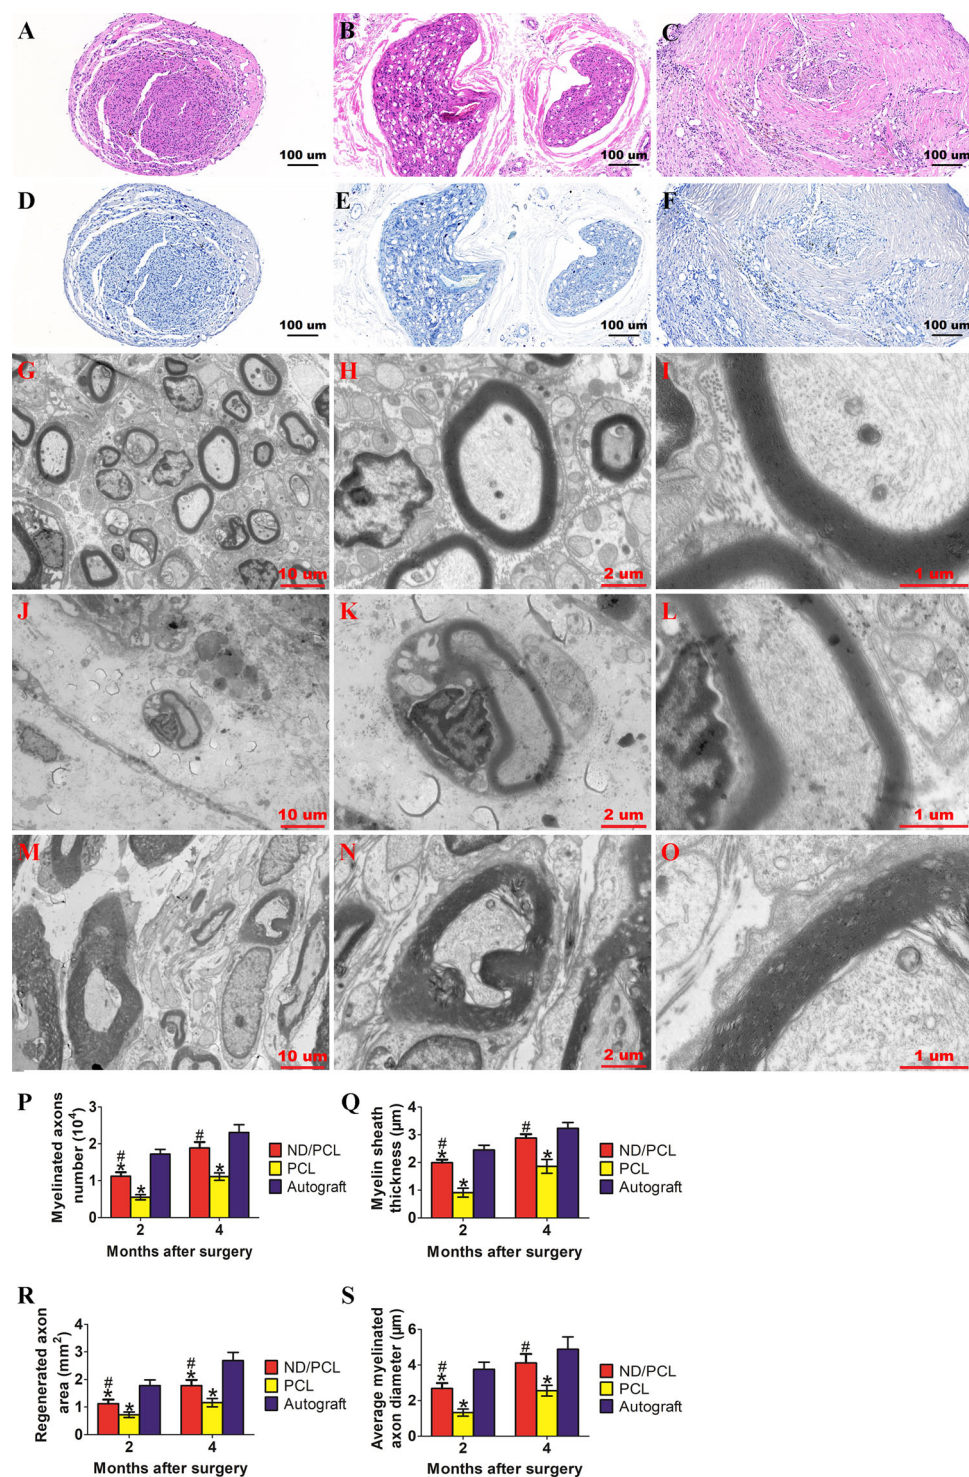 A
B
C
100 um
100 um
100 um
D
E
F
100 um
100 um
100 um
G
H
I
10 um
2 um
1 um
J
K
L
10 um
2 um
1 um
M
N
O
10 um
2 um
1 um
P
Myelinated axons
number (10⁴)
3
2
1
0
#
*
*
#
*
2
4
Months after surgery
ND/PCL
PCL
Autograft
Q
Myelin sheath
thickness (μm)
4
3
2
1
0
#
*
*
#
*
2
4
Months after surgery
ND/PCL
PCL
Autograft
R
Regenerated axon
area (mm²)
4
3
2
1
0
#
*
*
#
*
*
2
4
Months after surgery
ND/PCL
PCL
Autograft
S
Average myelinated
axon diameter (μm)
6
4
2
0
#
*
*
#
*
2
4
Months after surgery
ND/PCL
PCL
Autograft